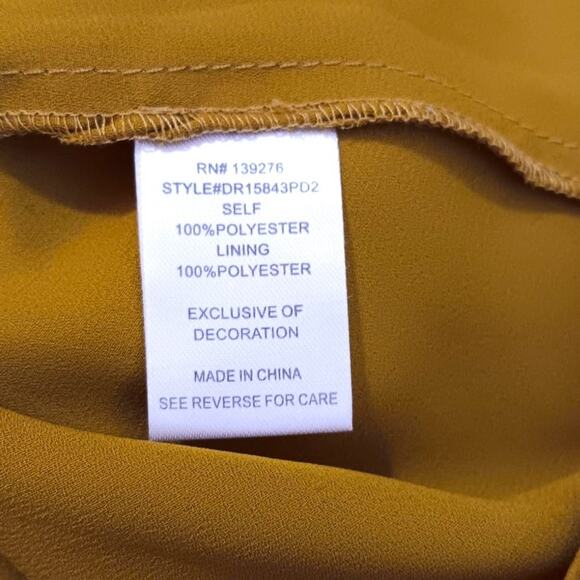 RN# 139276
STYLE#DR15843PD2
SELF
100%POLYESTER
LINING
100%POLYESTER
EXCLUSIVE OF
DECORATION
MADE IN CHINA
SEE REVERSE FOR CARE